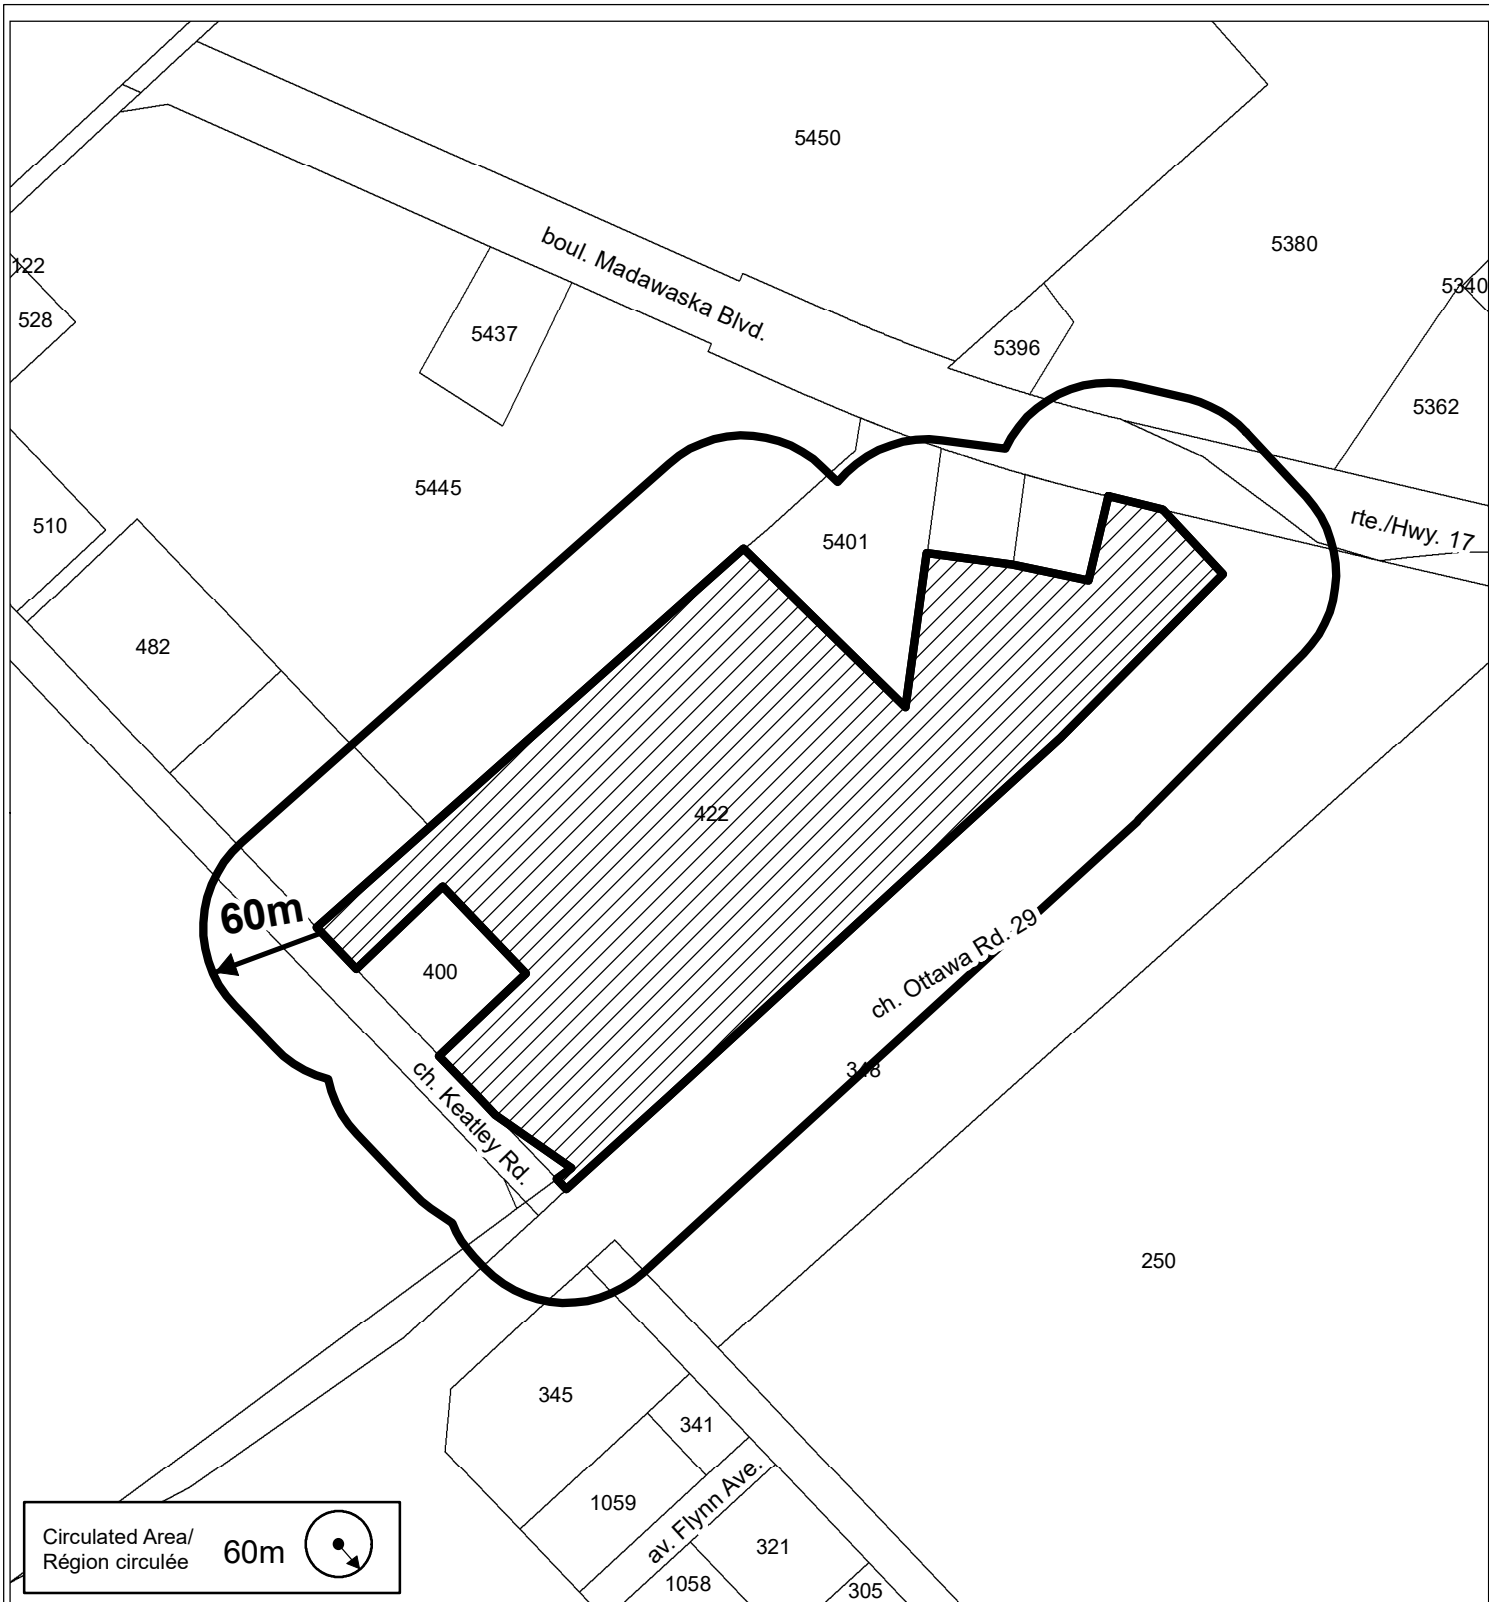 5450
boul. Madawaska Blvd.
5380
122
5340
528
5437
5396
5362
5445
510
rte./Hwy. 17
5401
482
422
60m
400
ch. Ottawa Rd. 29
348
ch. Keatley Rd.
250
345
341
1059
av. Flynn Ave.
321
1058
305
Circulated Area/
Région circulée
60m